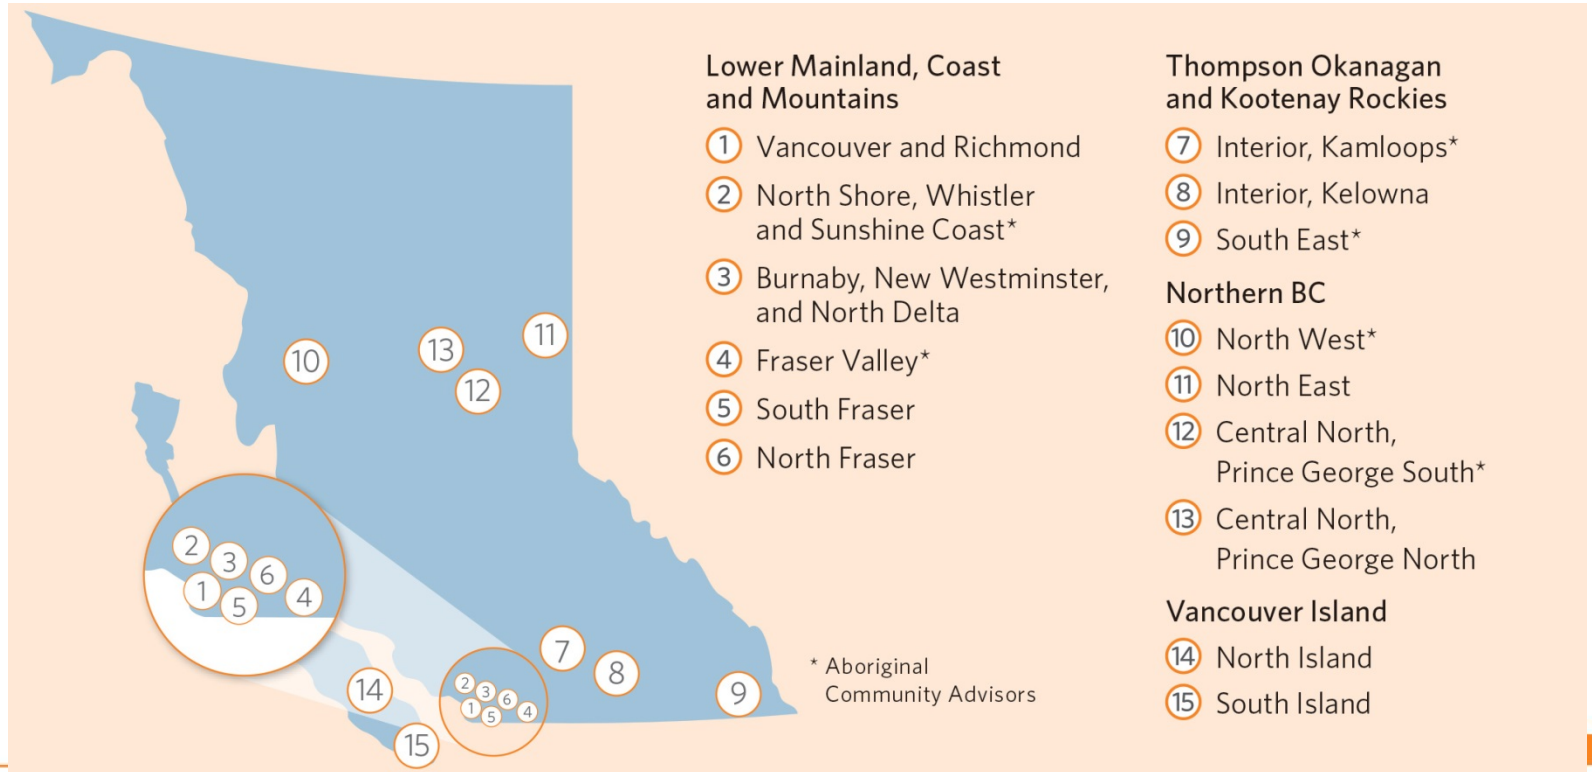 Lower Mainland, Coast
and Mountains
1 Vancouver and Richmond
2 North Shore, Whistler
and Sunshine Coast*
3 Burnaby, New Westminster,
and North Delta
4 Fraser Valley*
5 South Fraser
6 North Fraser
Thompson Okanagan
and Kootenay Rockies
7 Interior, Kamloops*
8 Interior, Kelowna
9 South East*
Northern BC
10 North West*
11 North East
12 Central North,
Prince George South*
13 Central North,
Prince George North
Vancouver Island
14 North Island
15 South Island
* Aboriginal
Community Advisors
10
13
11
12
2
3
6
1
5
4
14
15
2
3
6
1
5
4
7
8
9